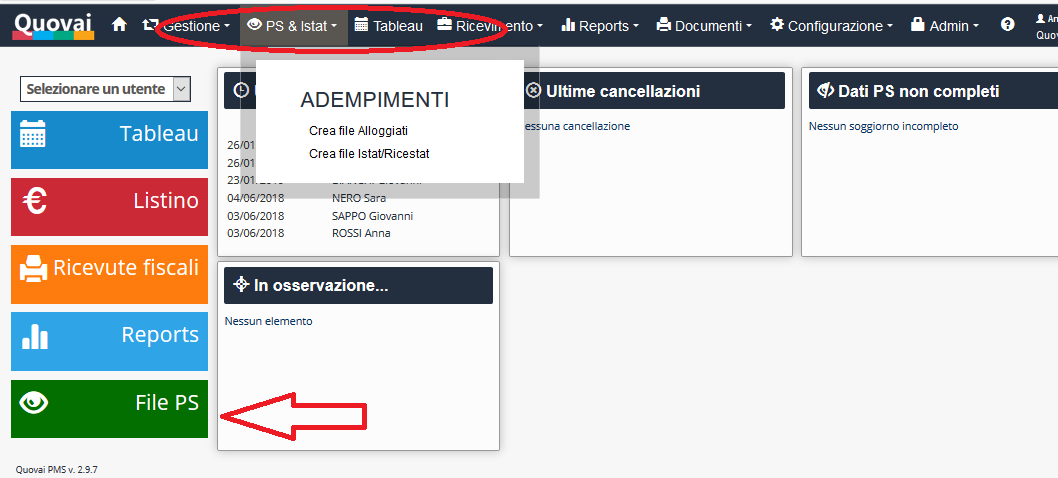 Quovai
Gestione PS & Istat Tableau Ricevimento Reports Documenti Configurazione Admin
Quov
Selezionare un utente
Tableau
Listino
Ricevute fiscali
Reports
File PS
Quovai PMS v. 2.9.7
ADEMPIMENTI
Crea file Alloggiati
Crea file Istat/Ricestat
26/01
26/01
23/01
04/06/2018 NERO Sara
03/06/2018 SAPPO Giovanni
03/06/2018 ROSSI Anna
Ultime cancellazioni
essuna cancellazione
Dati PS non completi
Nessun soggiorno incompleto
In osservazione...
Nessun elemento